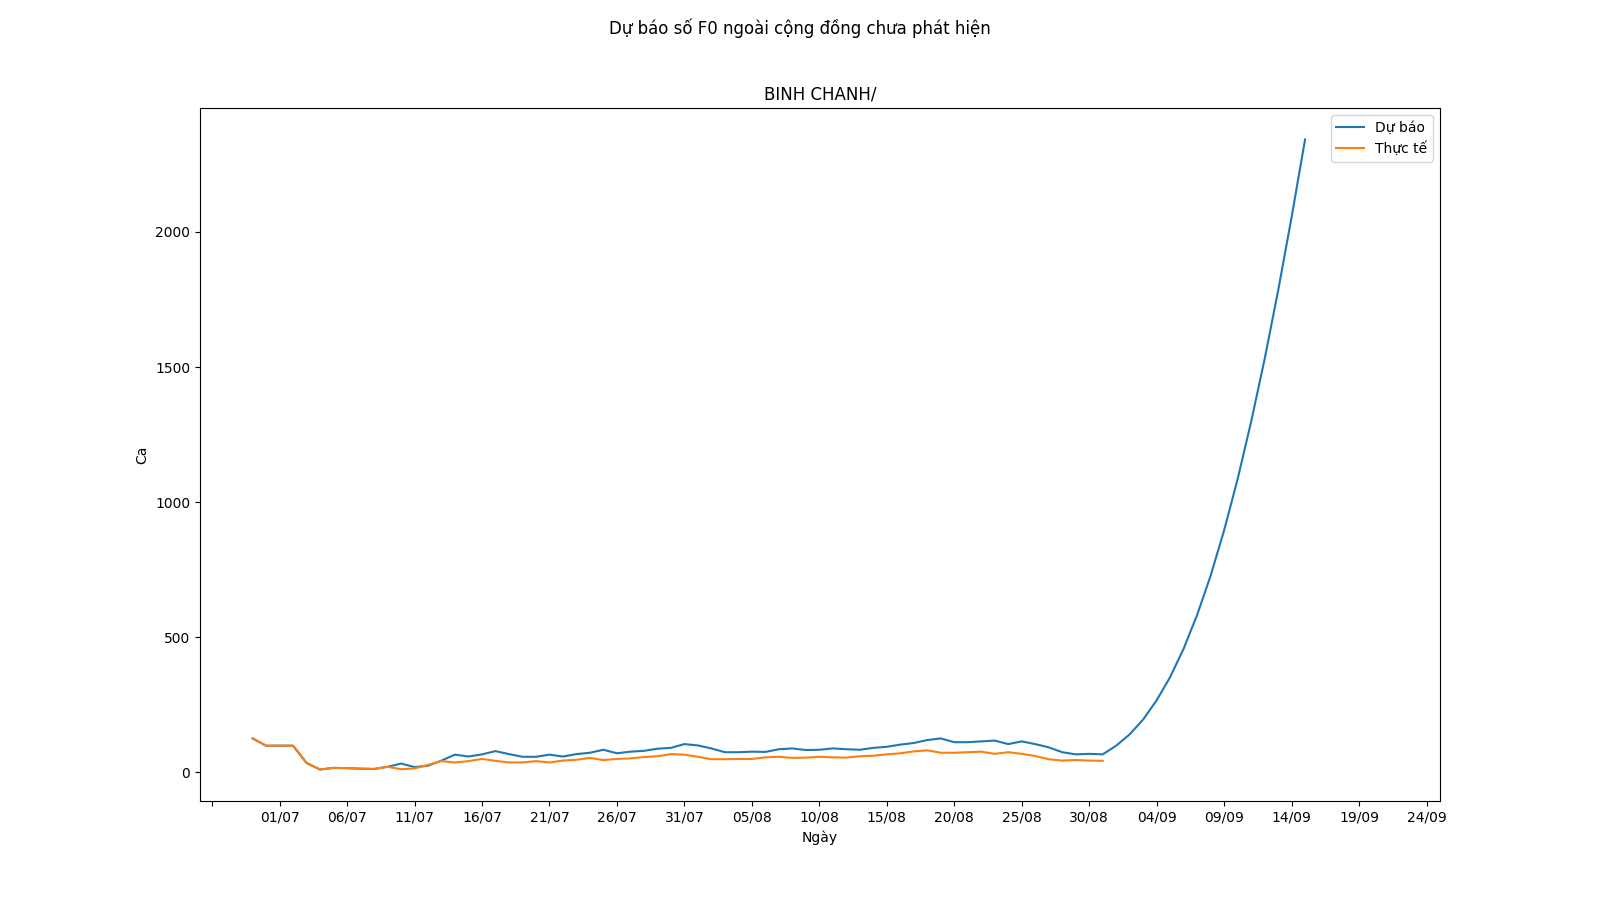 Dự báo số F0 ngoài cộng đồng chưa phát hiện
BINH CHANH/
Dự báo
Thực tế
2000
1500
1000
500
0
Ca
01/07 06/07 11/07 16/07 21/07 26/07 31/07 05/08 10/08 15/08 20/08 25/08 30/08 04/09 09/09 14/09 19/09 24/09
Ngày